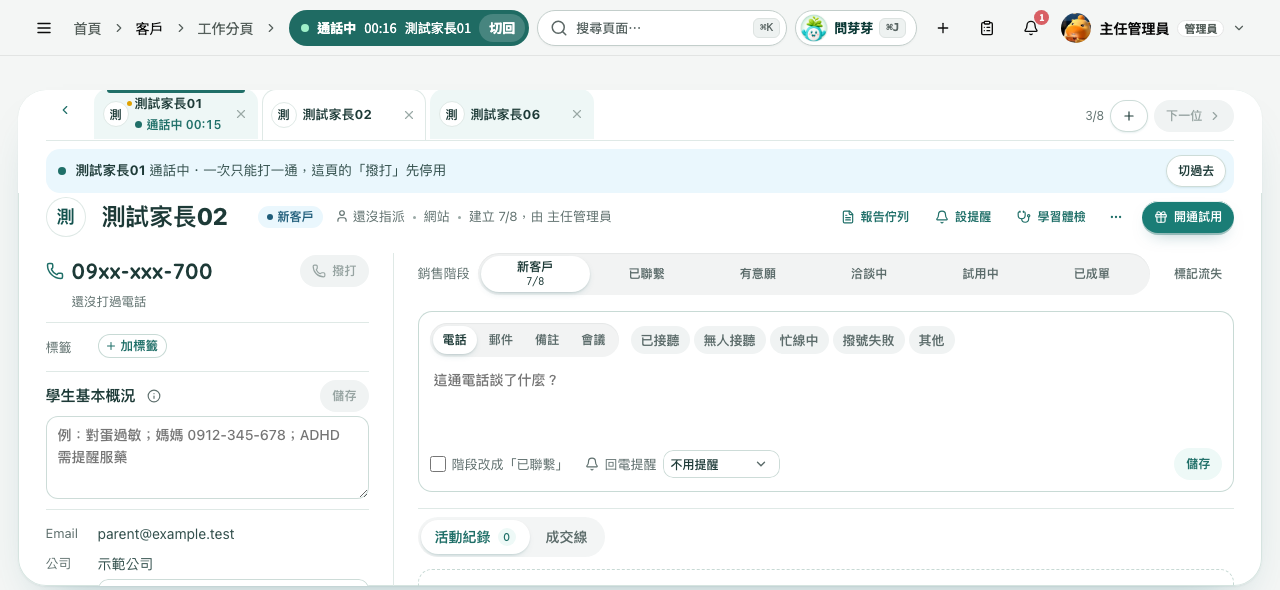 首頁 客戶 工作分頁 通話中 00:16 測試家長01 切回 搜尋頁面… ⌘K 問芽芽 ⌘J 1 主任管理員 管理員
測 測試家長01 通話中 00:15
測 測試家長02
測 測試家長06
3/8 下一位
測試家長01 通話中・一次只能打一通，這頁的「撥打」先停用 切過去
測 測試家長02 新客戶 還沒指派・網站・建立 7/8，由 主任管理員 報告佇列 設提醒 學習體檢 … 開通試用
09xx-xxx-700 撥打
還沒打過電話
標籤 + 加標籤
學生基本概況 儲存
例：對蛋過敏；媽媽 0912-345-678；ADHD
需提醒服藥
Email parent@example.test
公司 示範公司
銷售階段 新客戶 7/8 已聯繫 有意願 洽談中 試用中 已成單 標記流失
電話 郵件 備註 會議 已接聽 無人接聽 忙線中 撥號失敗 其他
這通電話談了什麼？
階段改成「已聯繫」 回電提醒 不用提醒 儲存
活動紀錄 0 成交線